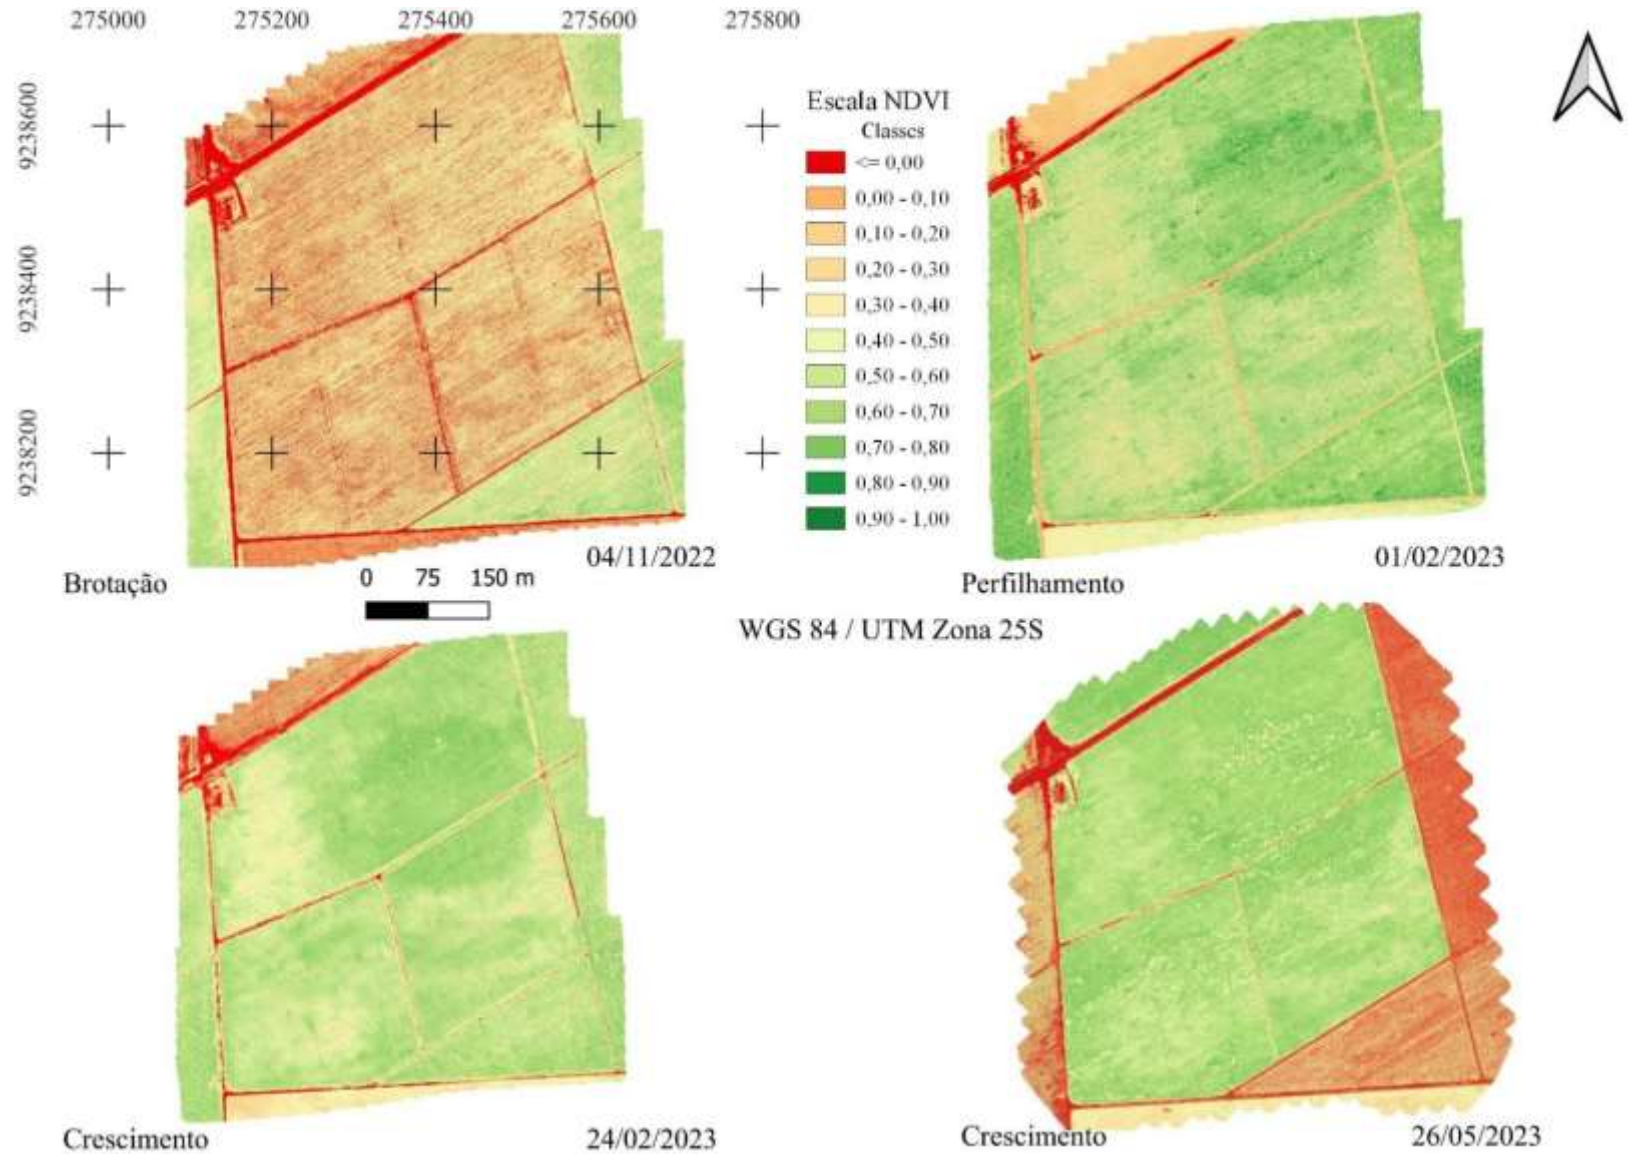 275000 275200 275400 275600 275800
9238600
9238400
9238200
Escala NDVI
Classes
<= 0,00
0,00 - 0,10
0,10 - 0,20
0,20 - 0,30
0,30 - 0,40
0,40 - 0,50
0,50 - 0,60
0,60 - 0,70
0,70 - 0,80
0,80 - 0,90
0,90 - 1,00
04/11/2022
Brotação
0 75 150 m
01/02/2023
Perfilhamento
WGS 84 / UTM Zona 25S
Crescimento
24/02/2023
Crescimento
26/05/2023